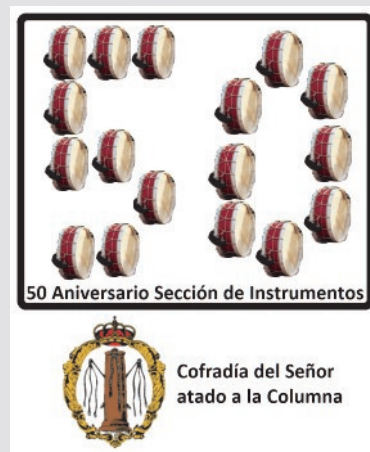 50 Aniversario Sección de Instrumentos
Cofradía del Señor
atado a la Columna